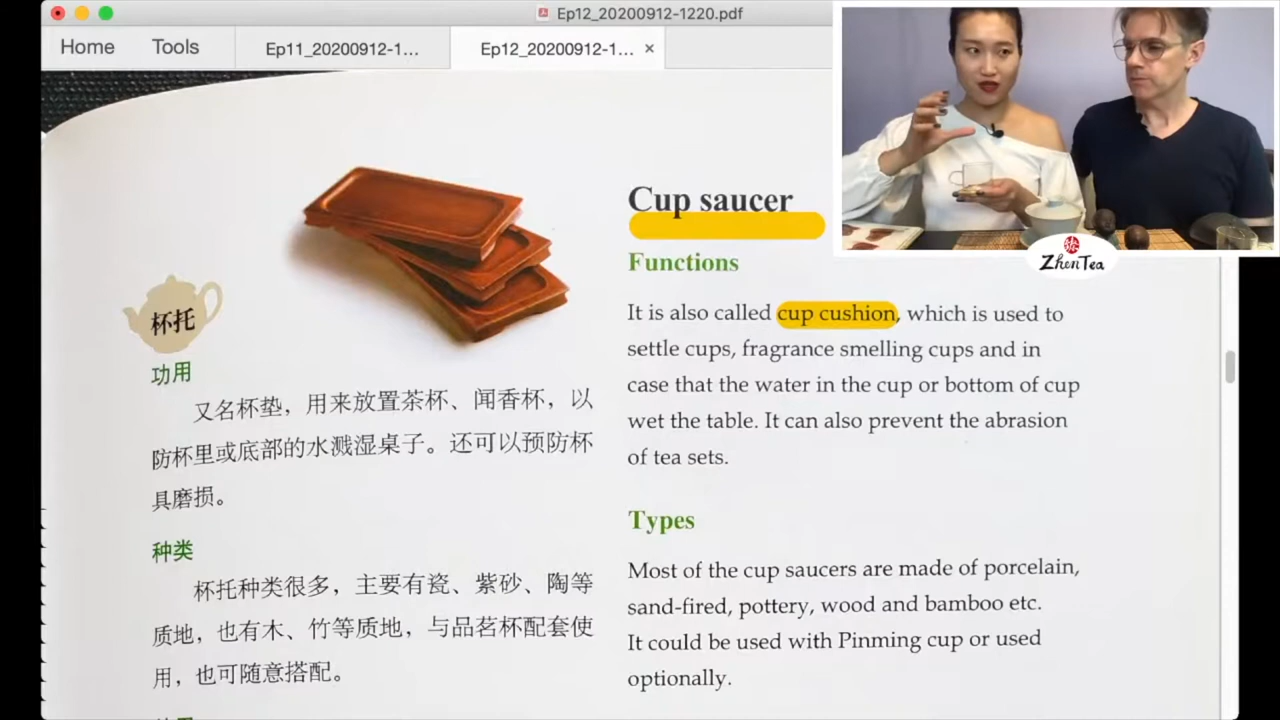 Ep12_20200912-1220.pdf
Home
Tools
Ep11_20200912-1...
Ep12_20200912-1... ×
杯托
功用
又名杯垫，用来放置茶杯、闻香杯，以
防杯里或底部的水溅湿桌子。还可以预防杯
具磨损。
种类
杯托种类很多，主要有瓷、紫砂、陶等
质地，也有木、竹等质地，与品茗杯配套使
用，也可随意搭配。
Cup saucer
Functions
It is also called cup cushion, which is used to
settle cups, fragrance smelling cups and in
case that the water in the cup or bottom of cup
wet the table. It can also prevent the abrasion
of tea sets.
Types
Most of the cup saucers are made of porcelain,
sand-fired, pottery, wood and bamboo etc.
It could be used with Pinming cup or used
optionally.
ZhenTea